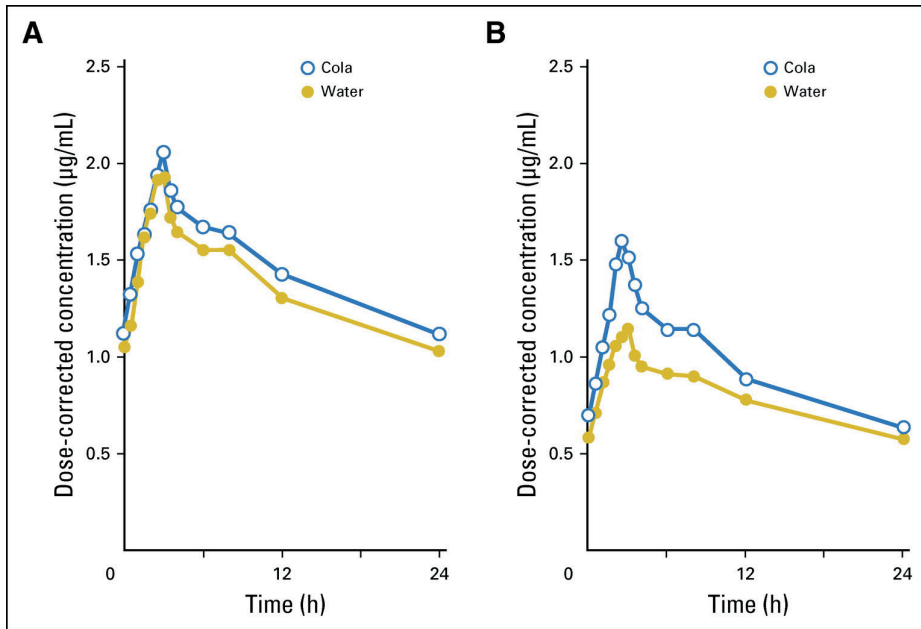 A
2.5
2.0
1.5
1.0
0.5
0
12
24
Dose-corrected concentration (µg/mL)
Time (h)
Cola
Water
B
2.5
2.0
1.5
1.0
0.5
0
12
24
Dose-corrected concentration (µg/mL)
Time (h)
Cola
Water